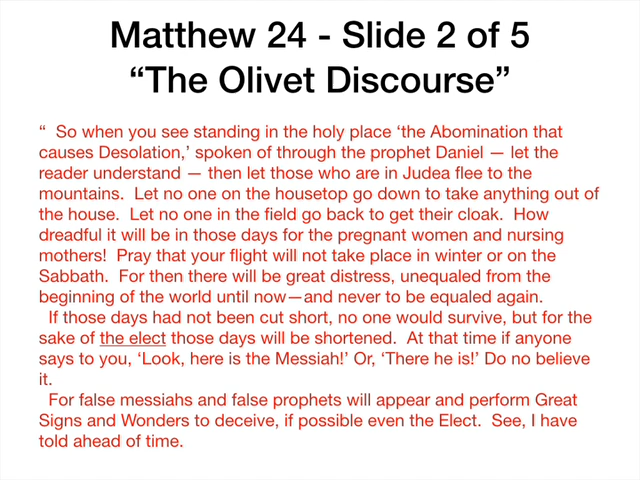 Matthew 24 - Slide 2 of 5
“The Olivet Discourse”
“ So when you see standing in the holy place ‘the Abomination that
causes Desolation,’ spoken of through the prophet Daniel — let the
reader understand — then let those who are in Judea flee to the
mountains. Let no one on the housetop go down to take anything out of
the house. Let no one in the field go back to get their cloak. How
dreadful it will be in those days for the pregnant women and nursing
mothers! Pray that your flight will not take place in winter or on the
Sabbath. For then there will be great distress, unequaled from the
beginning of the world until now—and never to be equaled again.
If those days had not been cut short, no one would survive, but for the
sake of the elect those days will be shortened. At that time if anyone
says to you, ‘Look, here is the Messiah!’ Or, ‘There he is!’ Do no believe
it.
For false messiahs and false prophets will appear and perform Great
Signs and Wonders to deceive, if possible even the Elect. See, I have
told ahead of time.